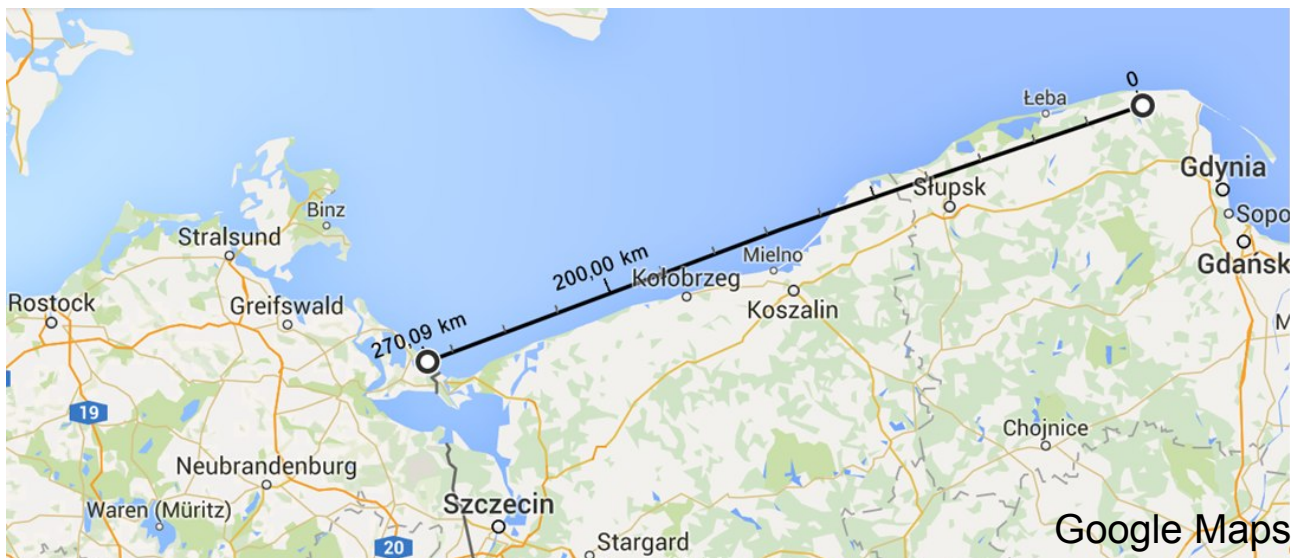 0
Łeba
Gdynia
Słupsk
Binz
Sopo
Stralsund
Gdańsk
Mielno
200,00 km
Kołobrzeg
Rostock
Greifswald
Koszalin
M
270,09 km
19
Chojnice
Neubrandenburg
Waren (Müritz)
Szczecin
Google Maps
Stargard
20